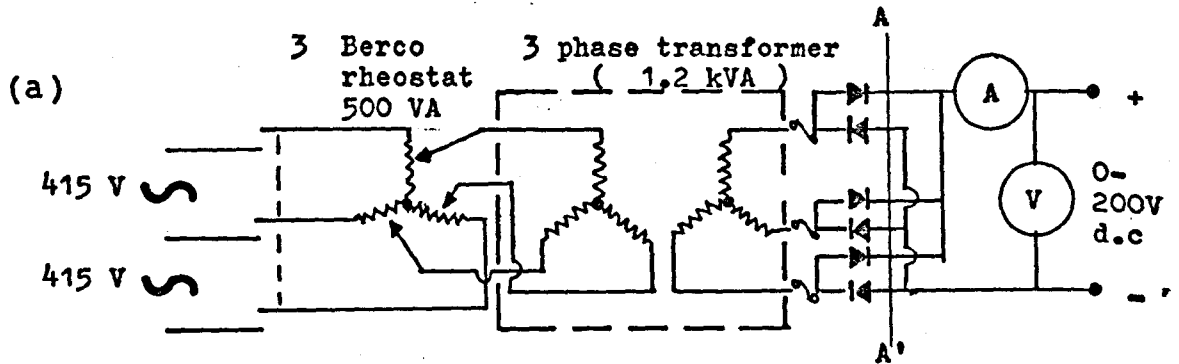 (a)
3 Berco
rheostat
500 VA
3 phase transformer
( 1.2 kVA )
A
A
+
415 V
415 V
V
0-
200V
d.c
-
A'